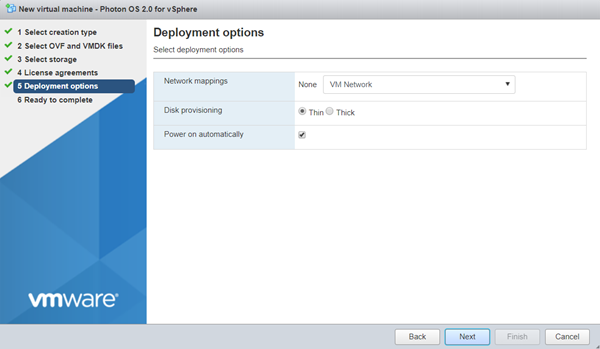 New virtual machine - Photon OS 2.0 for vSphere
1 Select creation type
2 Select OVF and VMDK files
3 Select storage
4 License agreements
5 Deployment options
6 Ready to complete
Deployment options
Select deployment options
Network mappings None VM Network
Disk provisioning Thin Thick
Power on automatically
vmware®
Back Next Finish Cancel